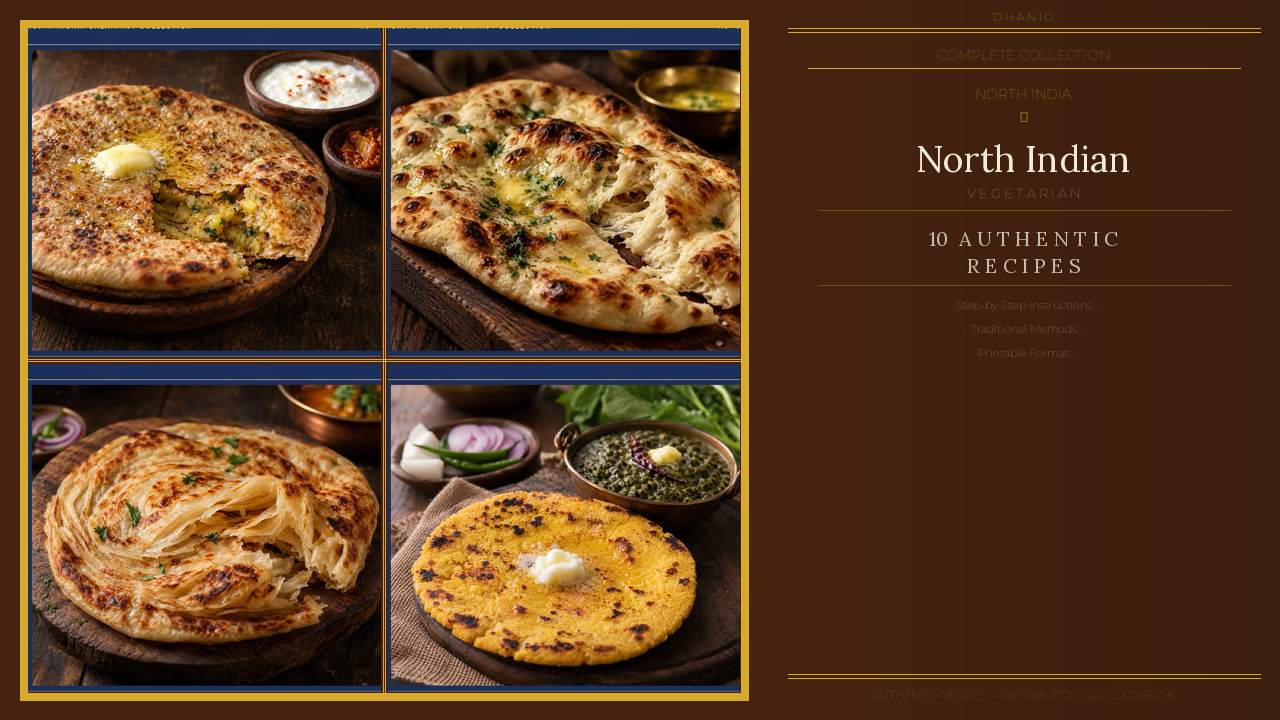 DHANIO
COMPLETE COLLECTION
NORTH INDIA
North Indian
VEGETARIAN
10 AUTHENTIC
RECIPES
Step-by-Step Instructions ·
· Traditional Methods ·
Printable Format
AUTHENTIC RECIPES · PRINTABLE DIGITAL COOKBOOK